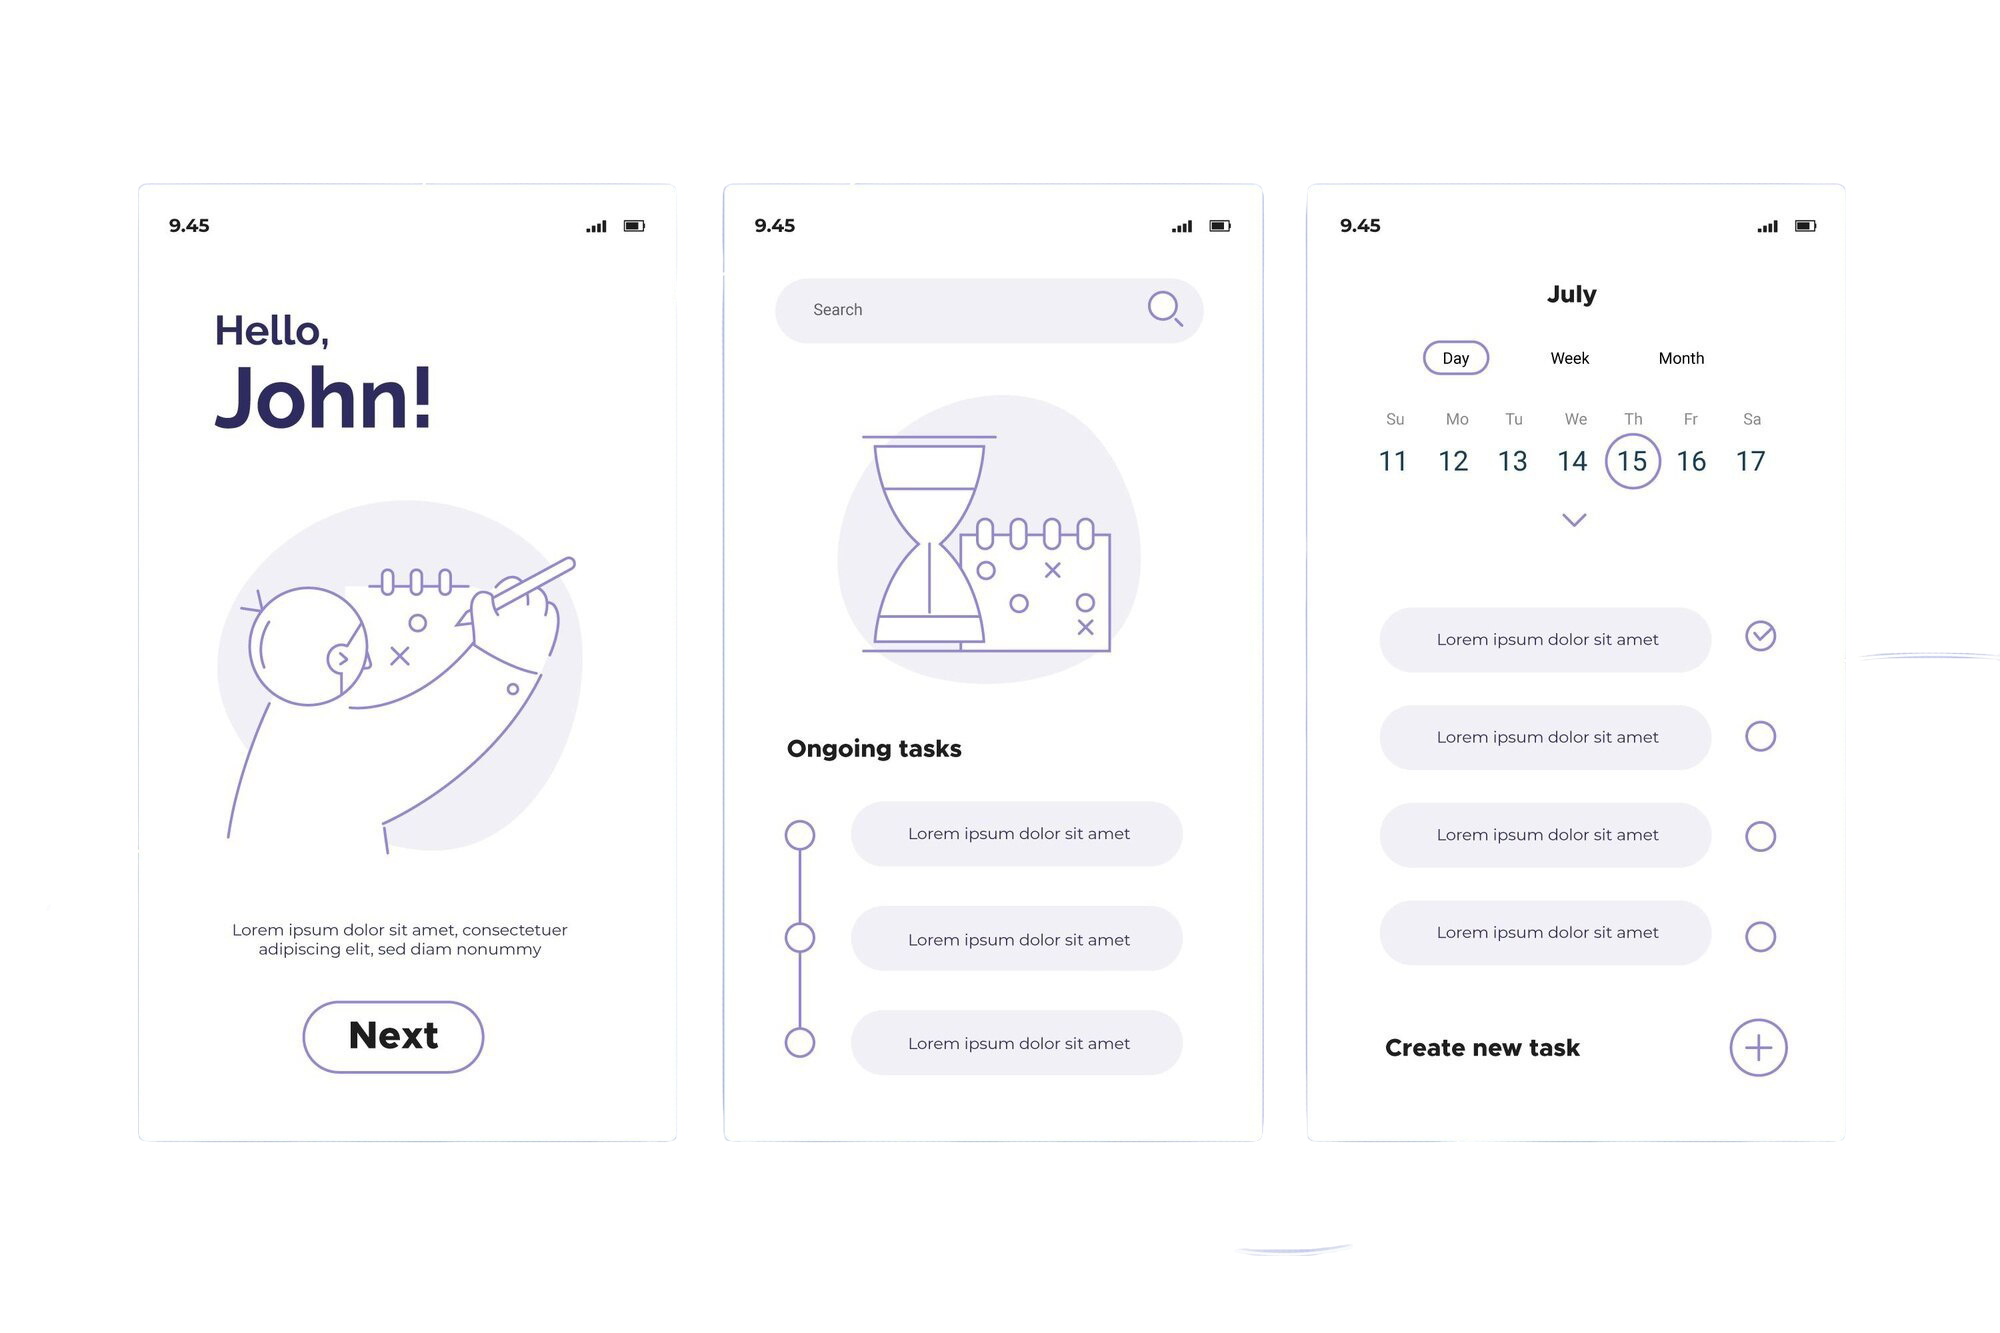 9.45
Hello,
John!
Lorem ipsum dolor sit amet, consectetuer
adipiscing elit, sed diam nonummy
Next
9.45
Search
Ongoing tasks
Lorem ipsum dolor sit amet
Lorem ipsum dolor sit amet
Lorem ipsum dolor sit amet
9.45
July
Day Week Month
Su Mo Tu We Th Fr Sa
11 12 13 14 15 16 17
Lorem ipsum dolor sit amet
Lorem ipsum dolor sit amet
Lorem ipsum dolor sit amet
Lorem ipsum dolor sit amet
Create new task